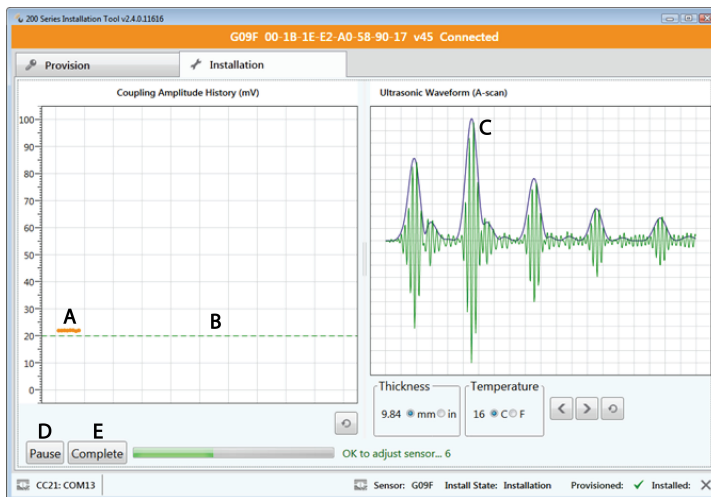 200 Series Installation Tool v2.4.0.11616
G09F 00-1B-1E-E2-A0-58-90-17 v45 Connected
Provision
Installation
Coupling Amplitude History (mV)
Ultrasonic Waveform (A-scan)
100
90
80
70
60
50
40
30
20
10
0
A
B
C
Thickness
9.84 mm in
Temperature
16 C F
D
E
Pause
Complete
OK to adjust sensor... 6
CC21: COM13
Sensor: G09F Install State: Installation Provisioned: ✓ Installed: ✕